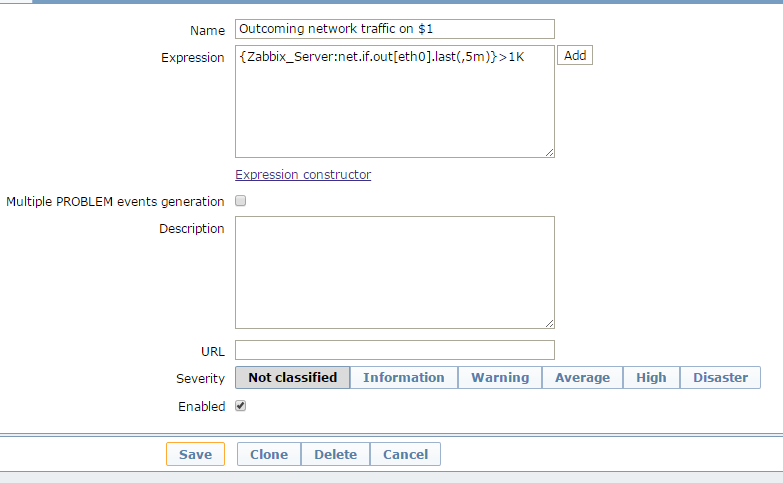 Name Outcoming network traffic on $1
Expression {Zabbix_Server:net.if.out[eth0].last(,5m)}>1K Add
Expression constructor
Multiple PROBLEM events generation
Description
URL
Severity Not classified Information Warning Average High Disaster
Enabled
Save Clone Delete Cancel